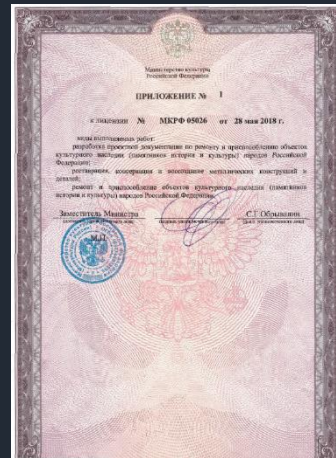 Министерство культуры
Российской Федерации
ПРИЛОЖЕНИЕ № 1
к лицензии № МКРФ 05026 от 28 мая 2018 г.
виды выполняемых работ:
разработка проектной документации по ремонту и приспособлению объектов
культурного наследия (памятников истории и культуры) народов Российской
Федерации;
реставрация, консервация и воссоздание металлических конструкций и
деталей;
ремонт и приспособление объектов культурного наследия (памятников
истории и культуры) народов Российской Федерации.
Заместитель Министра
С.Г. Обрывалин
М.П.